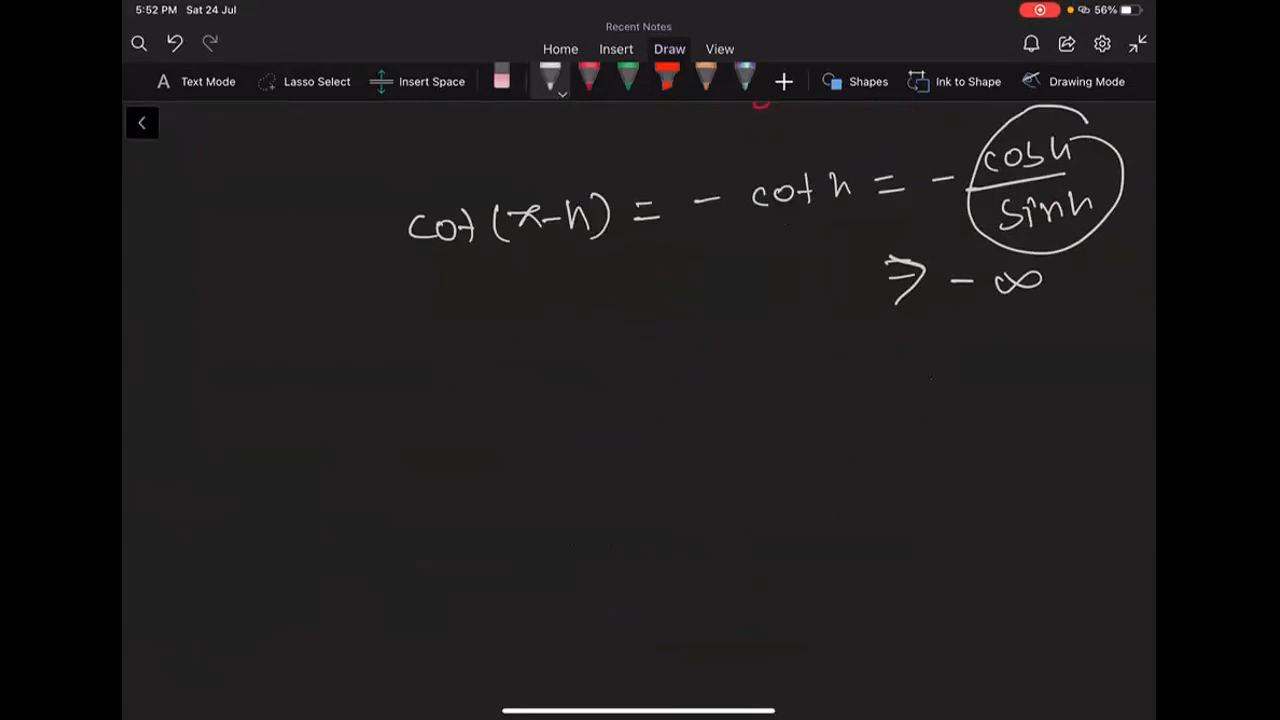 5:52 PM Sat 24 Jul
56%
Recent Notes
Home Insert Draw View
Text Mode Lasso Select Insert Space + Shapes Ink to Shape Drawing Mode
cot(π-h) = - cot h = - cosh/sinh
⇒ - ∞